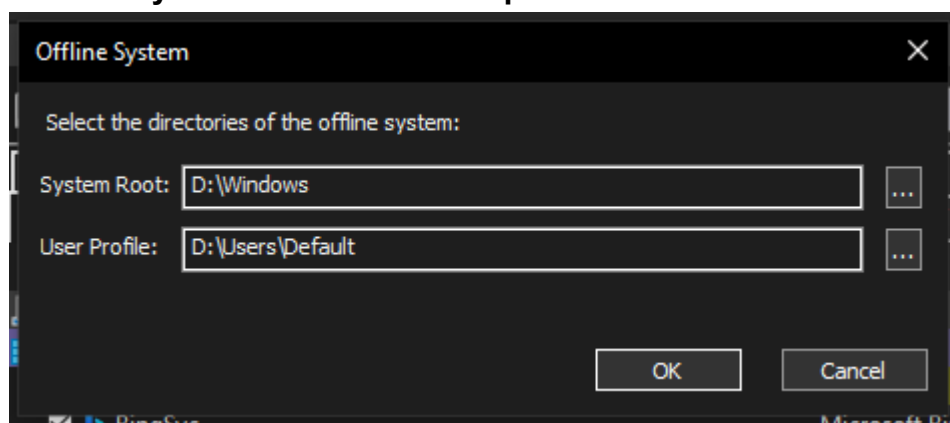 Offline System
Select the directories of the offline system:
System Root: D:\Windows ...
User Profile: D:\Users\Default ...
OK Cancel